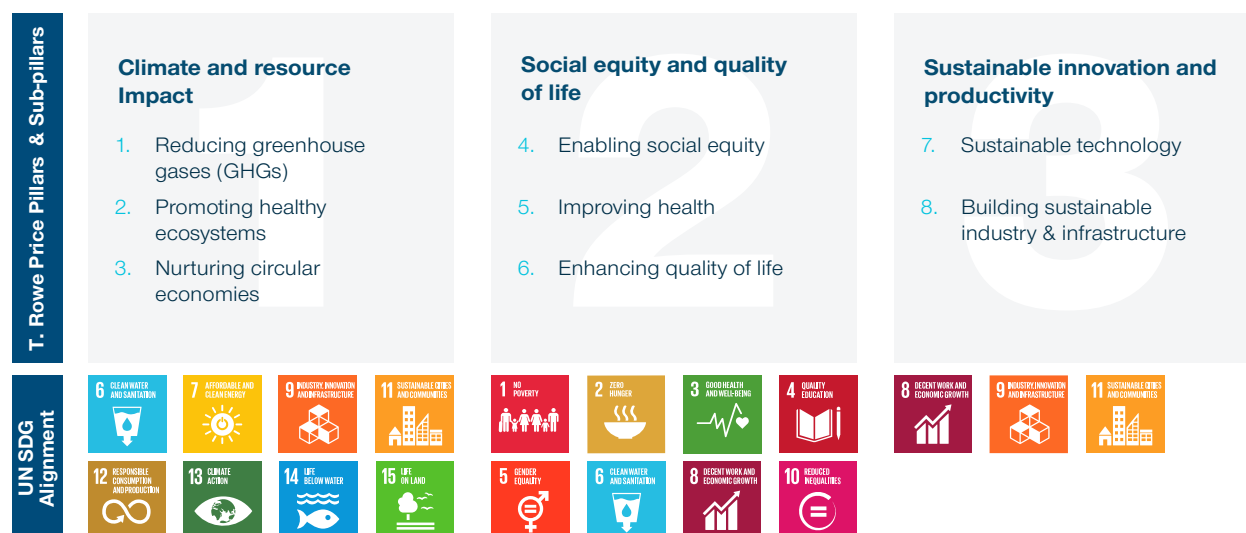 T. Rowe Price Pillars & Sub-pillars
1
Climate and resource
Impact
1. Reducing greenhouse
gases (GHGs)
2. Promoting healthy
ecosystems
3. Nurturing circular
economies
2
Social equity and quality
of life
4. Enabling social equity
5. Improving health
6. Enhancing quality of life
3
Sustainable innovation and
productivity
7. Sustainable technology
8. Building sustainable
industry & infrastructure
UN SDG
Alignment
6 CLEAN WATER
AND SANITATION
7 AFFORDABLE AND
CLEAN ENERGY
9 INDUSTRY, INNOVATION
AND INFRASTRUCTURE
11 SUSTAINABLE CITIES
AND COMMUNITIES
12 RESPONSIBLE
CONSUMPTION
AND PRODUCTION
13 CLIMATE
ACTION
14 LIFE
BELOW WATER
15 LIFE
ON LAND
1 NO
POVERTY
2 ZERO
HUNGER
3 GOOD HEALTH
AND WELL-BEING
4 QUALITY
EDUCATION
5 GENDER
EQUALITY
6 CLEAN WATER
AND SANITATION
8 DECENT WORK AND
ECONOMIC GROWTH
10 REDUCED
INEQUALITIES
8 DECENT WORK AND
ECONOMIC GROWTH
9 INDUSTRY, INNOVATION
AND INFRASTRUCTURE
11 SUSTAINABLE CITIES
AND COMMUNITIES